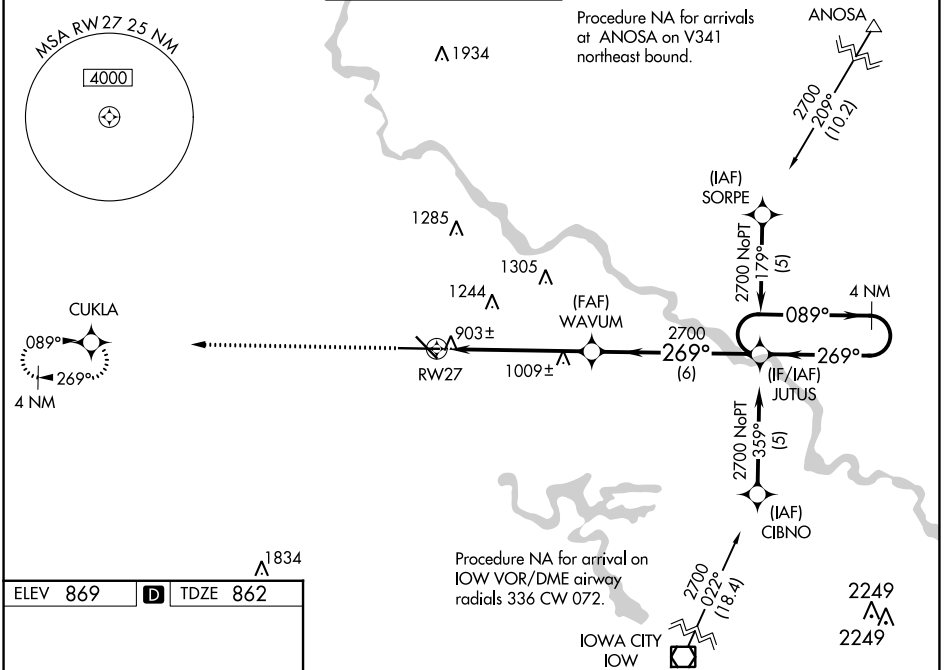 MSA RW 27 25 NM
4000
1934
Procedure NA for arrivals
at ANOSA on V341
northeast bound.
ANOSA
2700
209°
(10.2)
(IAF)
SORPE
2700 NoPT
179°
(5)
4 NM
089°
269°
1285
1305
1244
(FAF)
WAVUM
903±
RW27
1009±
2700
269°
(6)
(IF/IAF)
JUTUS
CUKLA
089°
269°
4 NM
2700 NoPT
359°
(5)
(IAF)
CIBNO
1834
Procedure NA for arrival on
IOW VOR/DME airway
radials 336 CW 072.
2700
022°
(18.4)
IOWA CITY
IOW
2249
2249
ELEV 869 D TDZE 862